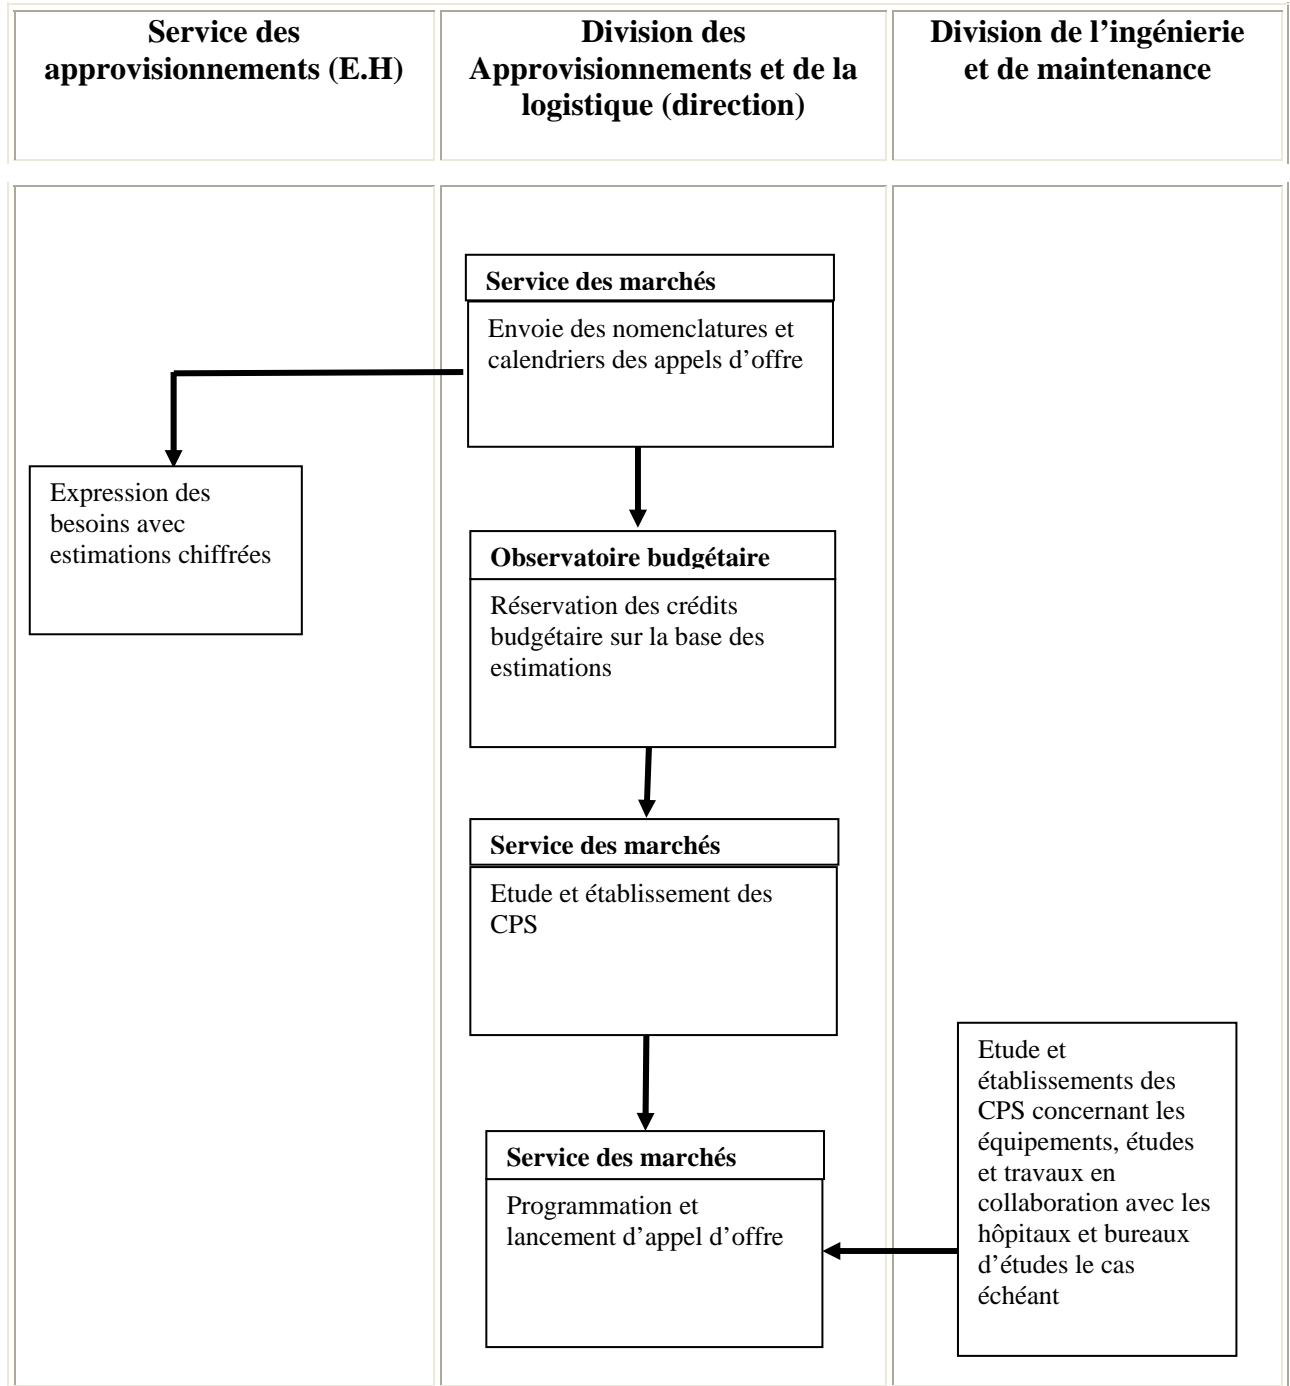 Service des
approvisionnements (E.H)
Division des
Approvisionnements et de la
logistique (direction)
Division de l’ingénierie
et de maintenance
Service des marchés
Envoie des nomenclatures et
calendriers des appels d’offre
Expression des
besoins avec
estimations chiffrées
Observatoire budgétaire
Réservation des crédits
budgétaire sur la base des
estimations
Service des marchés
Etude et établissement des
CPS
Etude et
établissements des
CPS concernant les
équipements, études
et travaux en
collaboration avec les
hôpitaux et bureaux
d’études le cas
échéant
Service des marchés
Programmation et
lancement d’appel d’offre